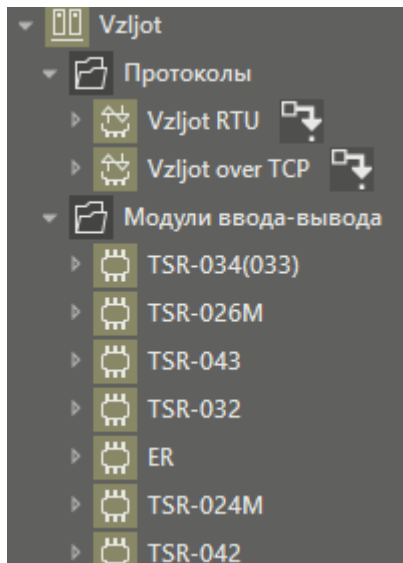 Vzljot
Протоколы
Vzljot RTU
Vzljot over TCP
Модули ввода-вывода
TSR-034(033)
TSR-026M
TSR-043
TSR-032
ER
TSR-024M
TSR-042